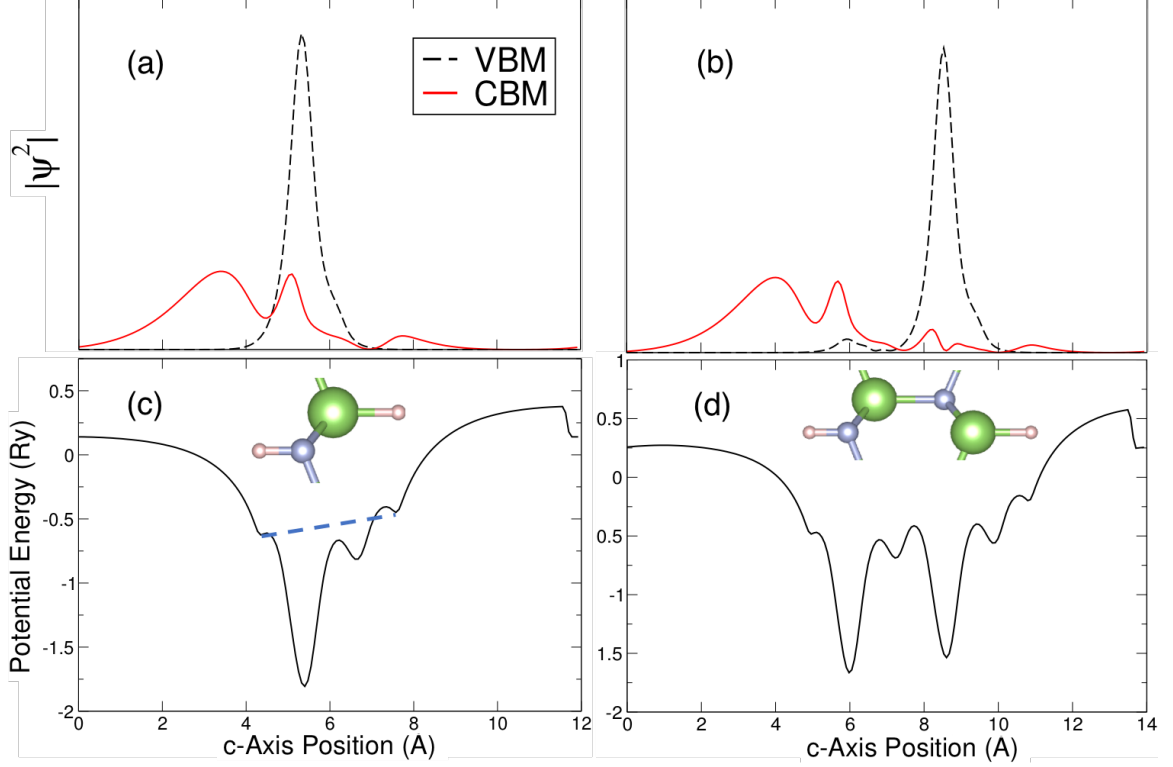 (a)
VBM
CBM
(b)
|ψ²|
(c)
0.5
0
-0.5
-1
-1.5
-2
Potential Energy (Ry)
0 2 4 6 8 10 12
c-Axis Position (A)
(d)
1
0.5
0
0.5
-1
1.5
-2
0 2 4 6 8 10 12 14
c-Axis Position (A)